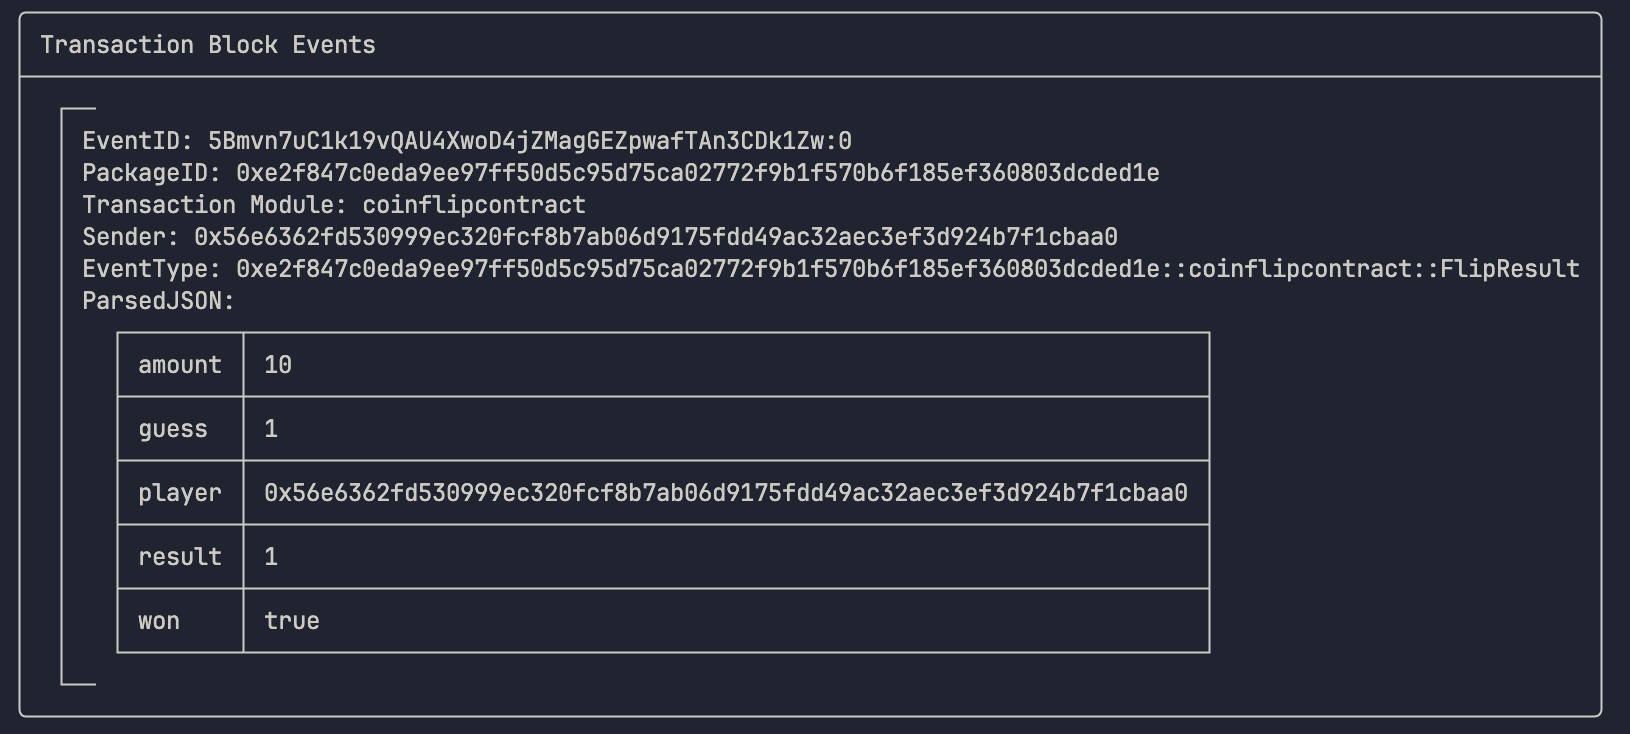 Transaction Block Events
EventID: 5Bmvn7uC1k19vQAU4XwoD4jZMagGEZpwafTAn3CDk1Zw:0
PackageID: 0xe2f847c0eda9ee97ff50d5c95d75ca02772f9b1f570b6f185ef360803dcded1e
Transaction Module: coinflipcontract
Sender: 0x56e6362fd530999ec320fcf8b7ab06d9175fdd49ac32aec3ef3d924b7f1cbaa0
EventType: 0xe2f847c0eda9ee97ff50d5c95d75ca02772f9b1f570b6f185ef360803dcded1e::coinflipcontract::FlipResult
ParsedJSON:
amount 10
guess 1
player 0x56e6362fd530999ec320fcf8b7ab06d9175fdd49ac32aec3ef3d924b7f1cbaa0
result 1
won true